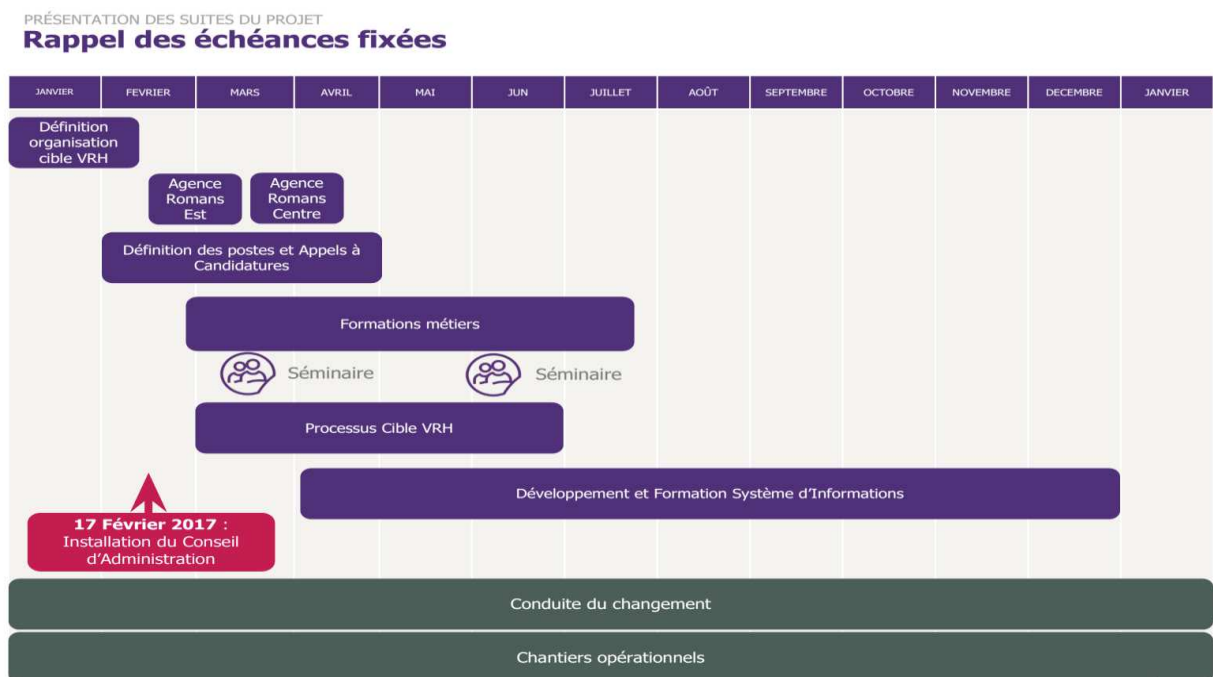 PRÉSENTATION DES SUITES DU PROJET
Rappel des échéances fixées
JANVIER FEVRIER MARS AVRIL MAI JUN JUILLET AOÛT SEPTEMBRE OCTOBRE NOVEMBRE DECEMBRE JANVIER
Définition
organisation
cible VRH
Agence
Romans
Est
Agence
Romans
Centre
Définition des postes et Appels à
Candidatures
Formations métiers
Séminaire
Séminaire
Processus Cible VRH
Développement et Formation Système d'Informations
17 Février 2017 :
Installation du Conseil
d'Administration
Conduite du changement
Chantiers opérationnels